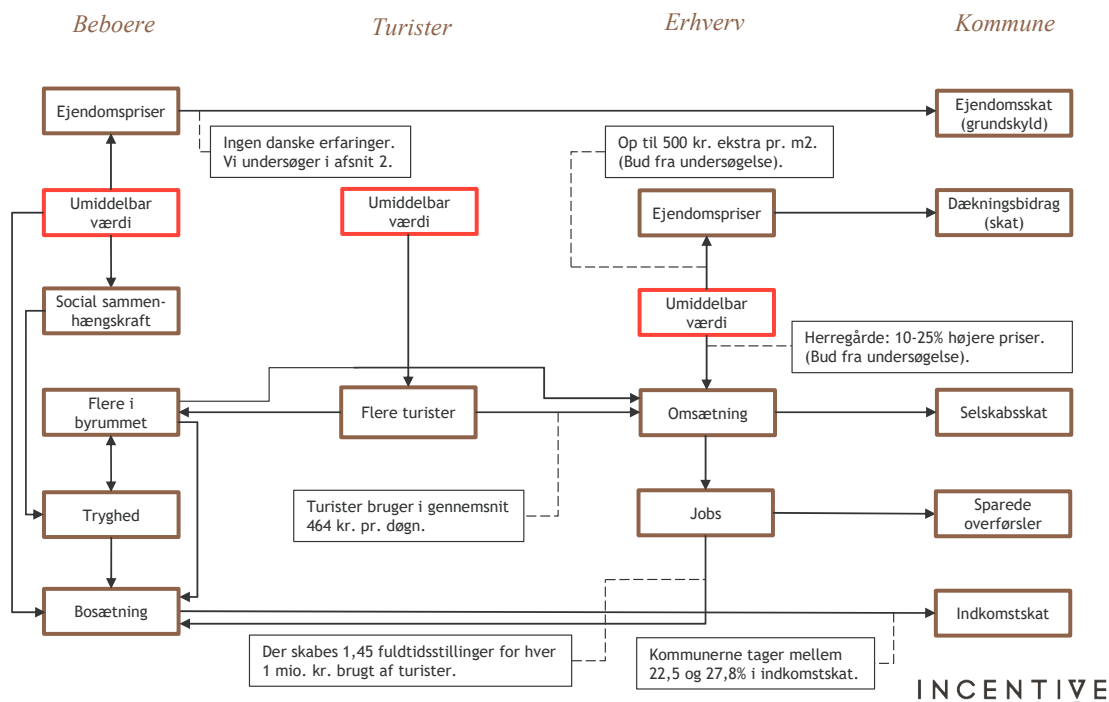 Beboere
Turister
Erhverv
Kommune
Ejendomspriser
Ejendomsskat
(grundskyld)
Ingen danske erfaringer.
Vi undersøger i afsnit 2.
Op til 500 kr. ekstra pr. m2.
(Bud fra undersøgelse).
Umiddelbar
værdi
Umiddelbar
værdi
Ejendomspriser
Dækningsbidrag
(skat)
Social sammen-
hængskraft
Umiddelbar
værdi
Herregårde: 10-25% højere priser.
(Bud fra undersøgelse).
Flere i
byrummet
Flere turister
Omsætning
Selskabsskat
Turister bruger i gennemsnit
464 kr. pr. døgn.
Tryghed
Jobs
Sparede
overførsler
Bosætning
Indkomstskat
Der skabes 1,45 fuldtidsstillinger for hver
1 mio. kr. brugt af turister.
Kommunerne tager mellem
22,5 og 27,8% i indkomstskat.
INCENTIVE